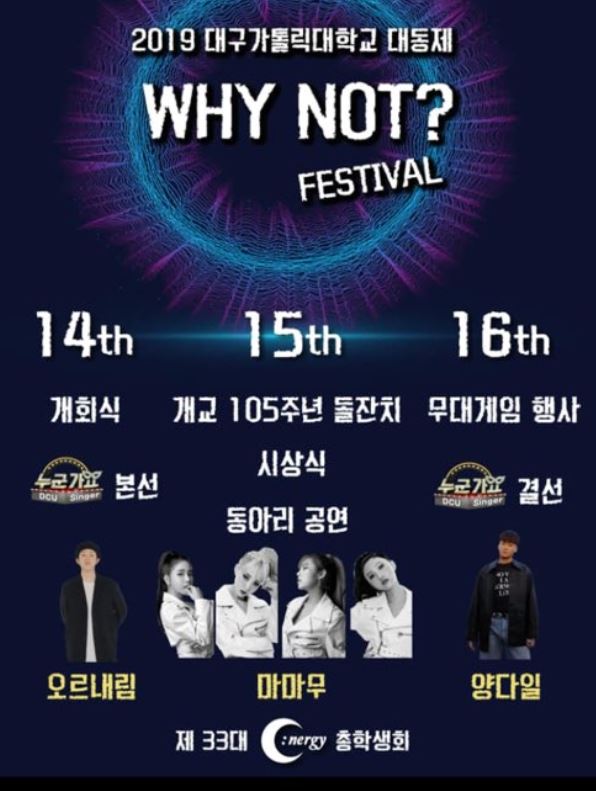 2019 대구가톨릭대학교 대동제
WHY NOT?
FESTIVAL
14th 15th 16th
개회식 개교 105주년 돌잔치 무대게임 행사
시상식
누군가요 DCU Singer 본선
누군가요 DCU Singer 결선
동아리 공연
오르내림 마마무 양다일
제 33대 C:nergy 총학생회